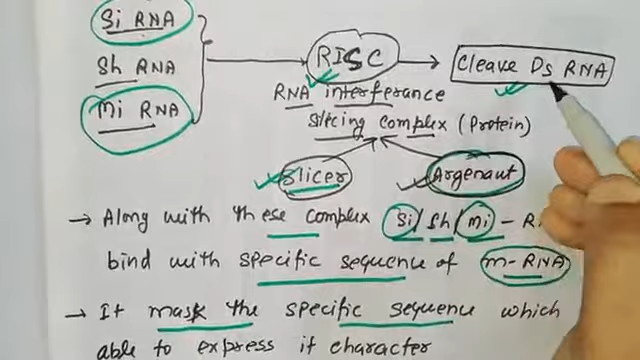 Si RNA
Sh RNA
Mi RNA
RISC
Cleave Ds RNA
RNA interference
slicing complex (Protein)
Slicer
Argenaut
→ Along with these complex Si/Sh/Mi-R
bind with specific sequence of m-RNA
→ It mask the specific sequence which
able to express it character